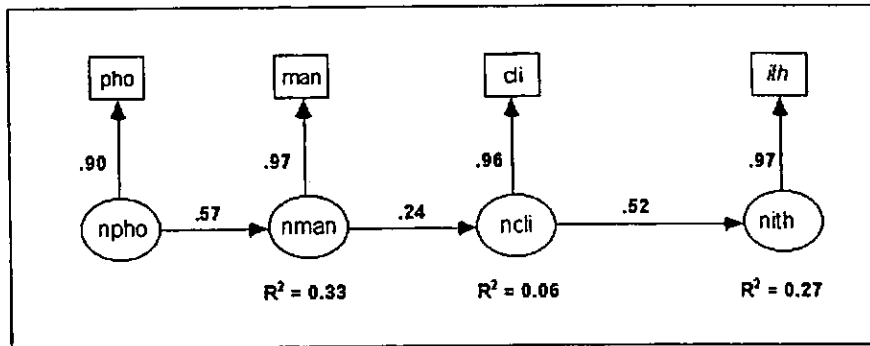 pho man cli ith
.90 .97 .96 .97
npho .57 nman .24 ncli .52 nith
R² = 0.33 R² = 0.06 R² = 0.27